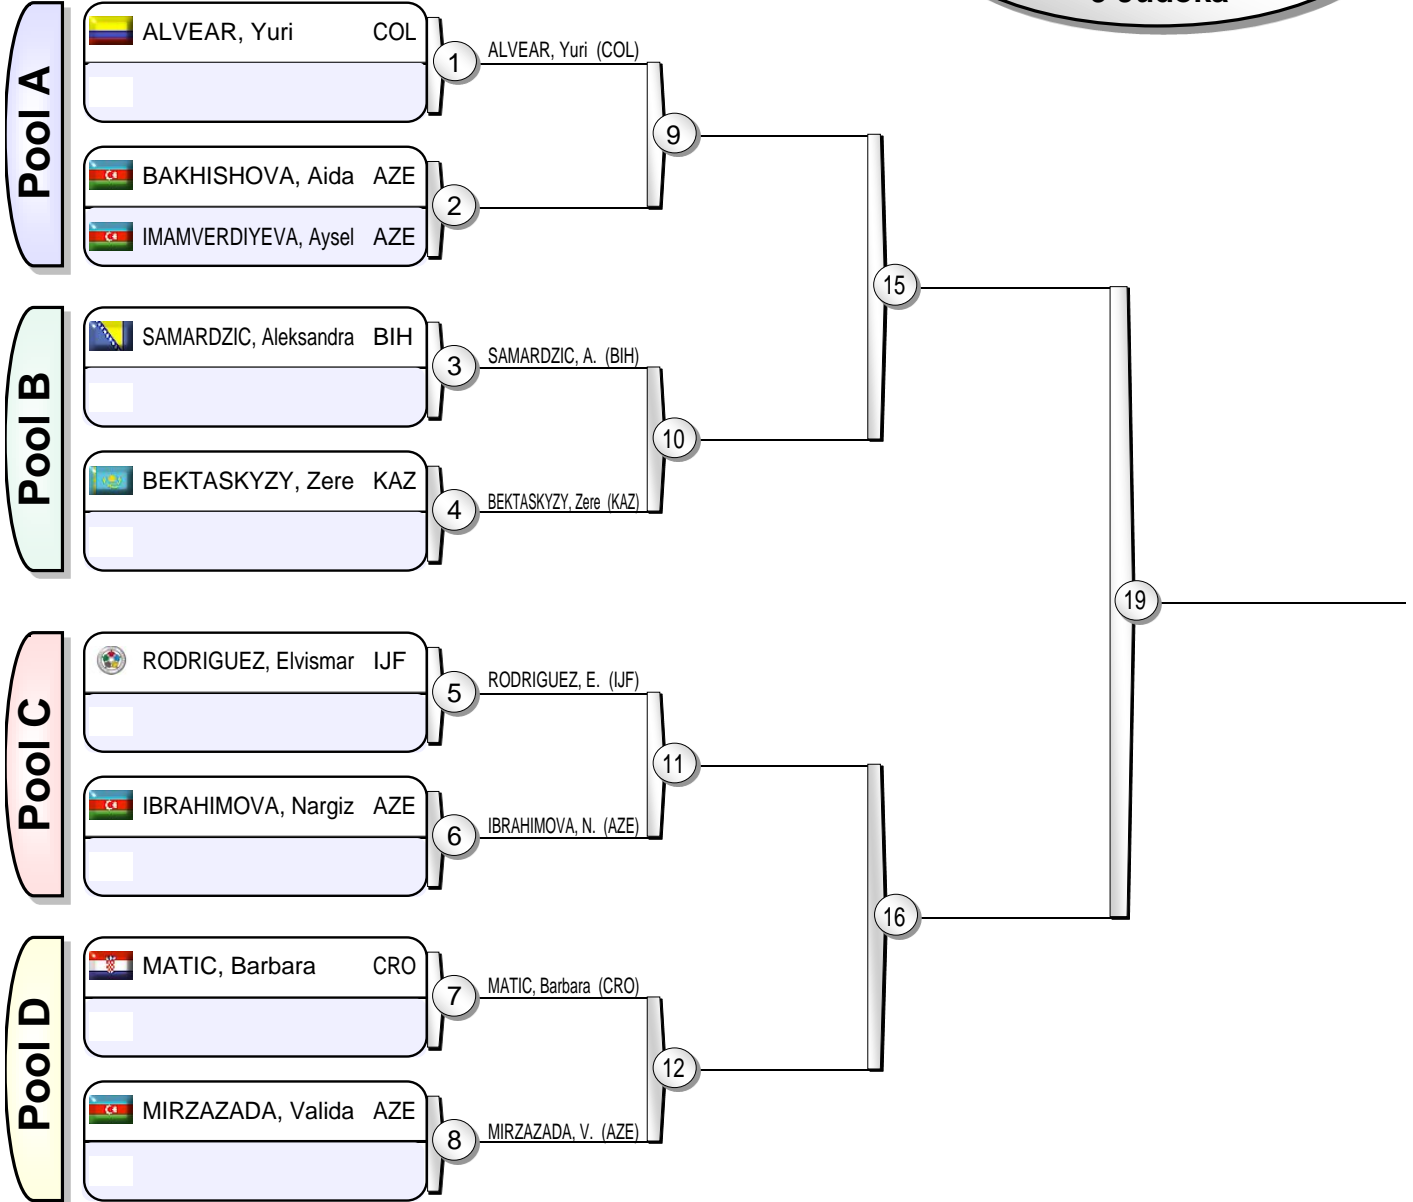 Judoka
Pool A
ALVEAR, Yuri COL
1
ALVEAR, Yuri (COL)
9
BAKHISHOVA, Aida AZE
2
IMAMVERDIYEVA, Aysel AZE
15
Pool B
SAMARDZIC, Aleksandra BIH
3
SAMARDZIC, A. (BIH)
10
BEKTASKYZY, Zere KAZ
4
BEKTASKYZY, Zere (KAZ)
19
Pool C
RODRIGUEZ, Elvismar IJF
5
RODRIGUEZ, E. (IJF)
11
IBRAHIMOVA, Nargiz AZE
6
IBRAHIMOVA, N. (AZE)
16
Pool D
MATIC, Barbara CRO
7
MATIC, Barbara (CRO)
12
MIRZAZADA, Valida AZE
8
MIRZAZADA, V. (AZE)